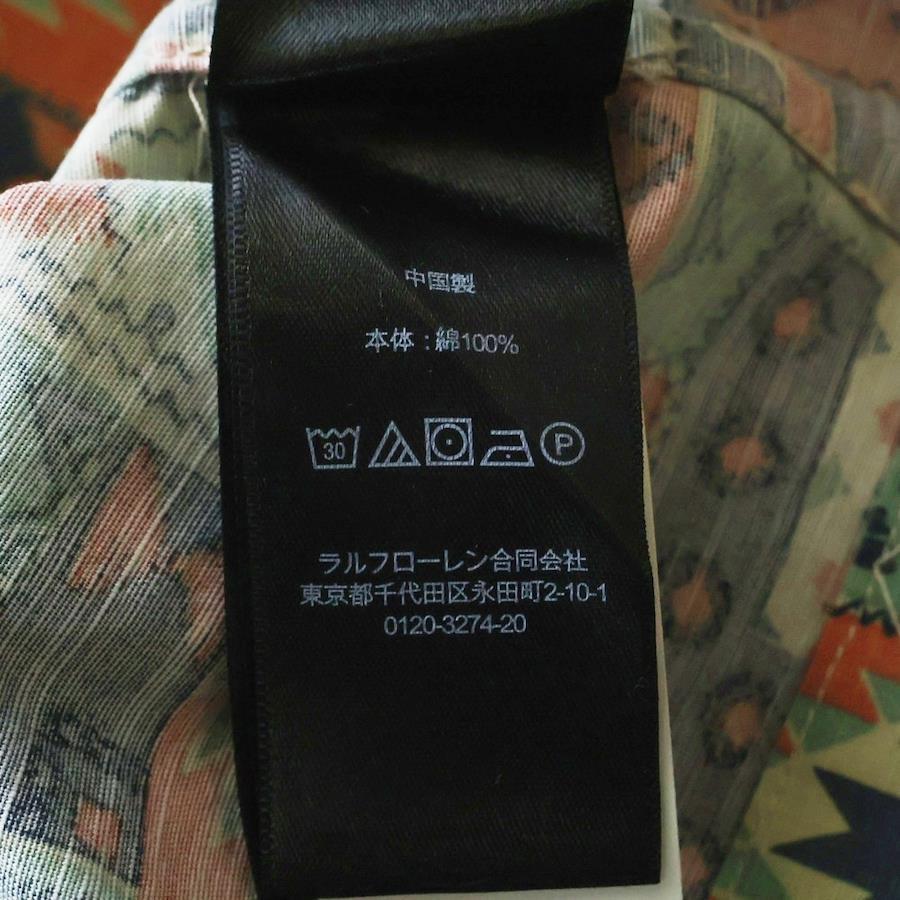 中国製
本体 : 綿100%
30
P
ラルフローレン合同会社
東京都千代田区永田町2-10-1
0120-3274-20